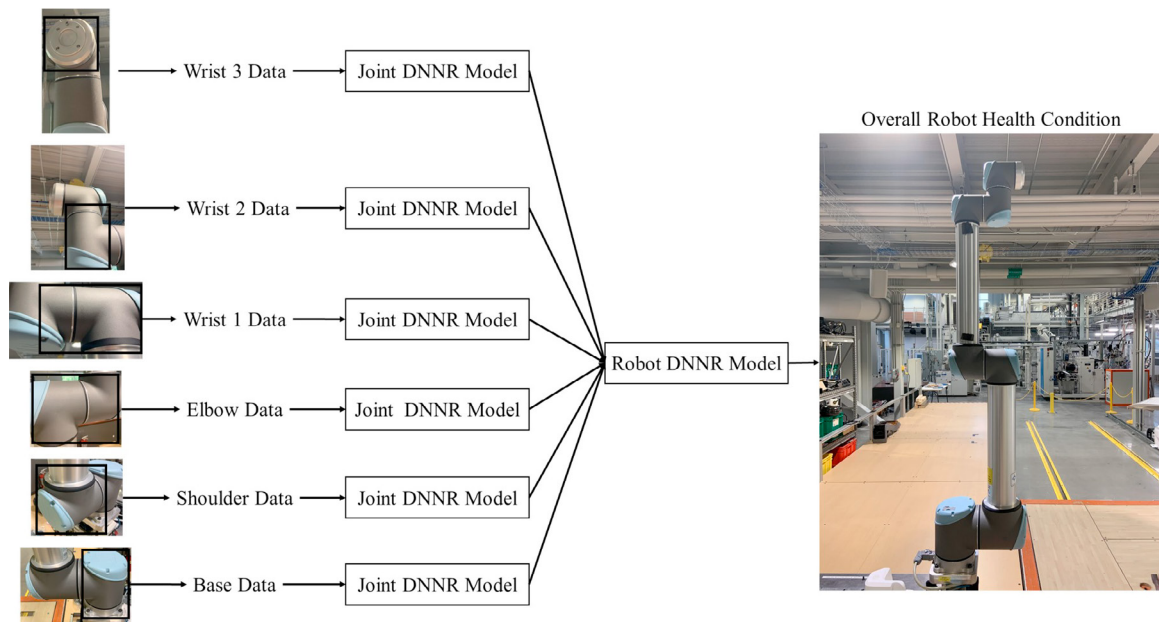 Wrist 3 Data
Joint DNNR Model
Wrist 2 Data
Joint DNNR Model
Wrist 1 Data
Joint DNNR Model
Elbow Data
Joint DNNR Model
Shoulder Data
Joint DNNR Model
Base Data
Joint DNNR Model
Robot DNNR Model
Overall Robot Health Condition